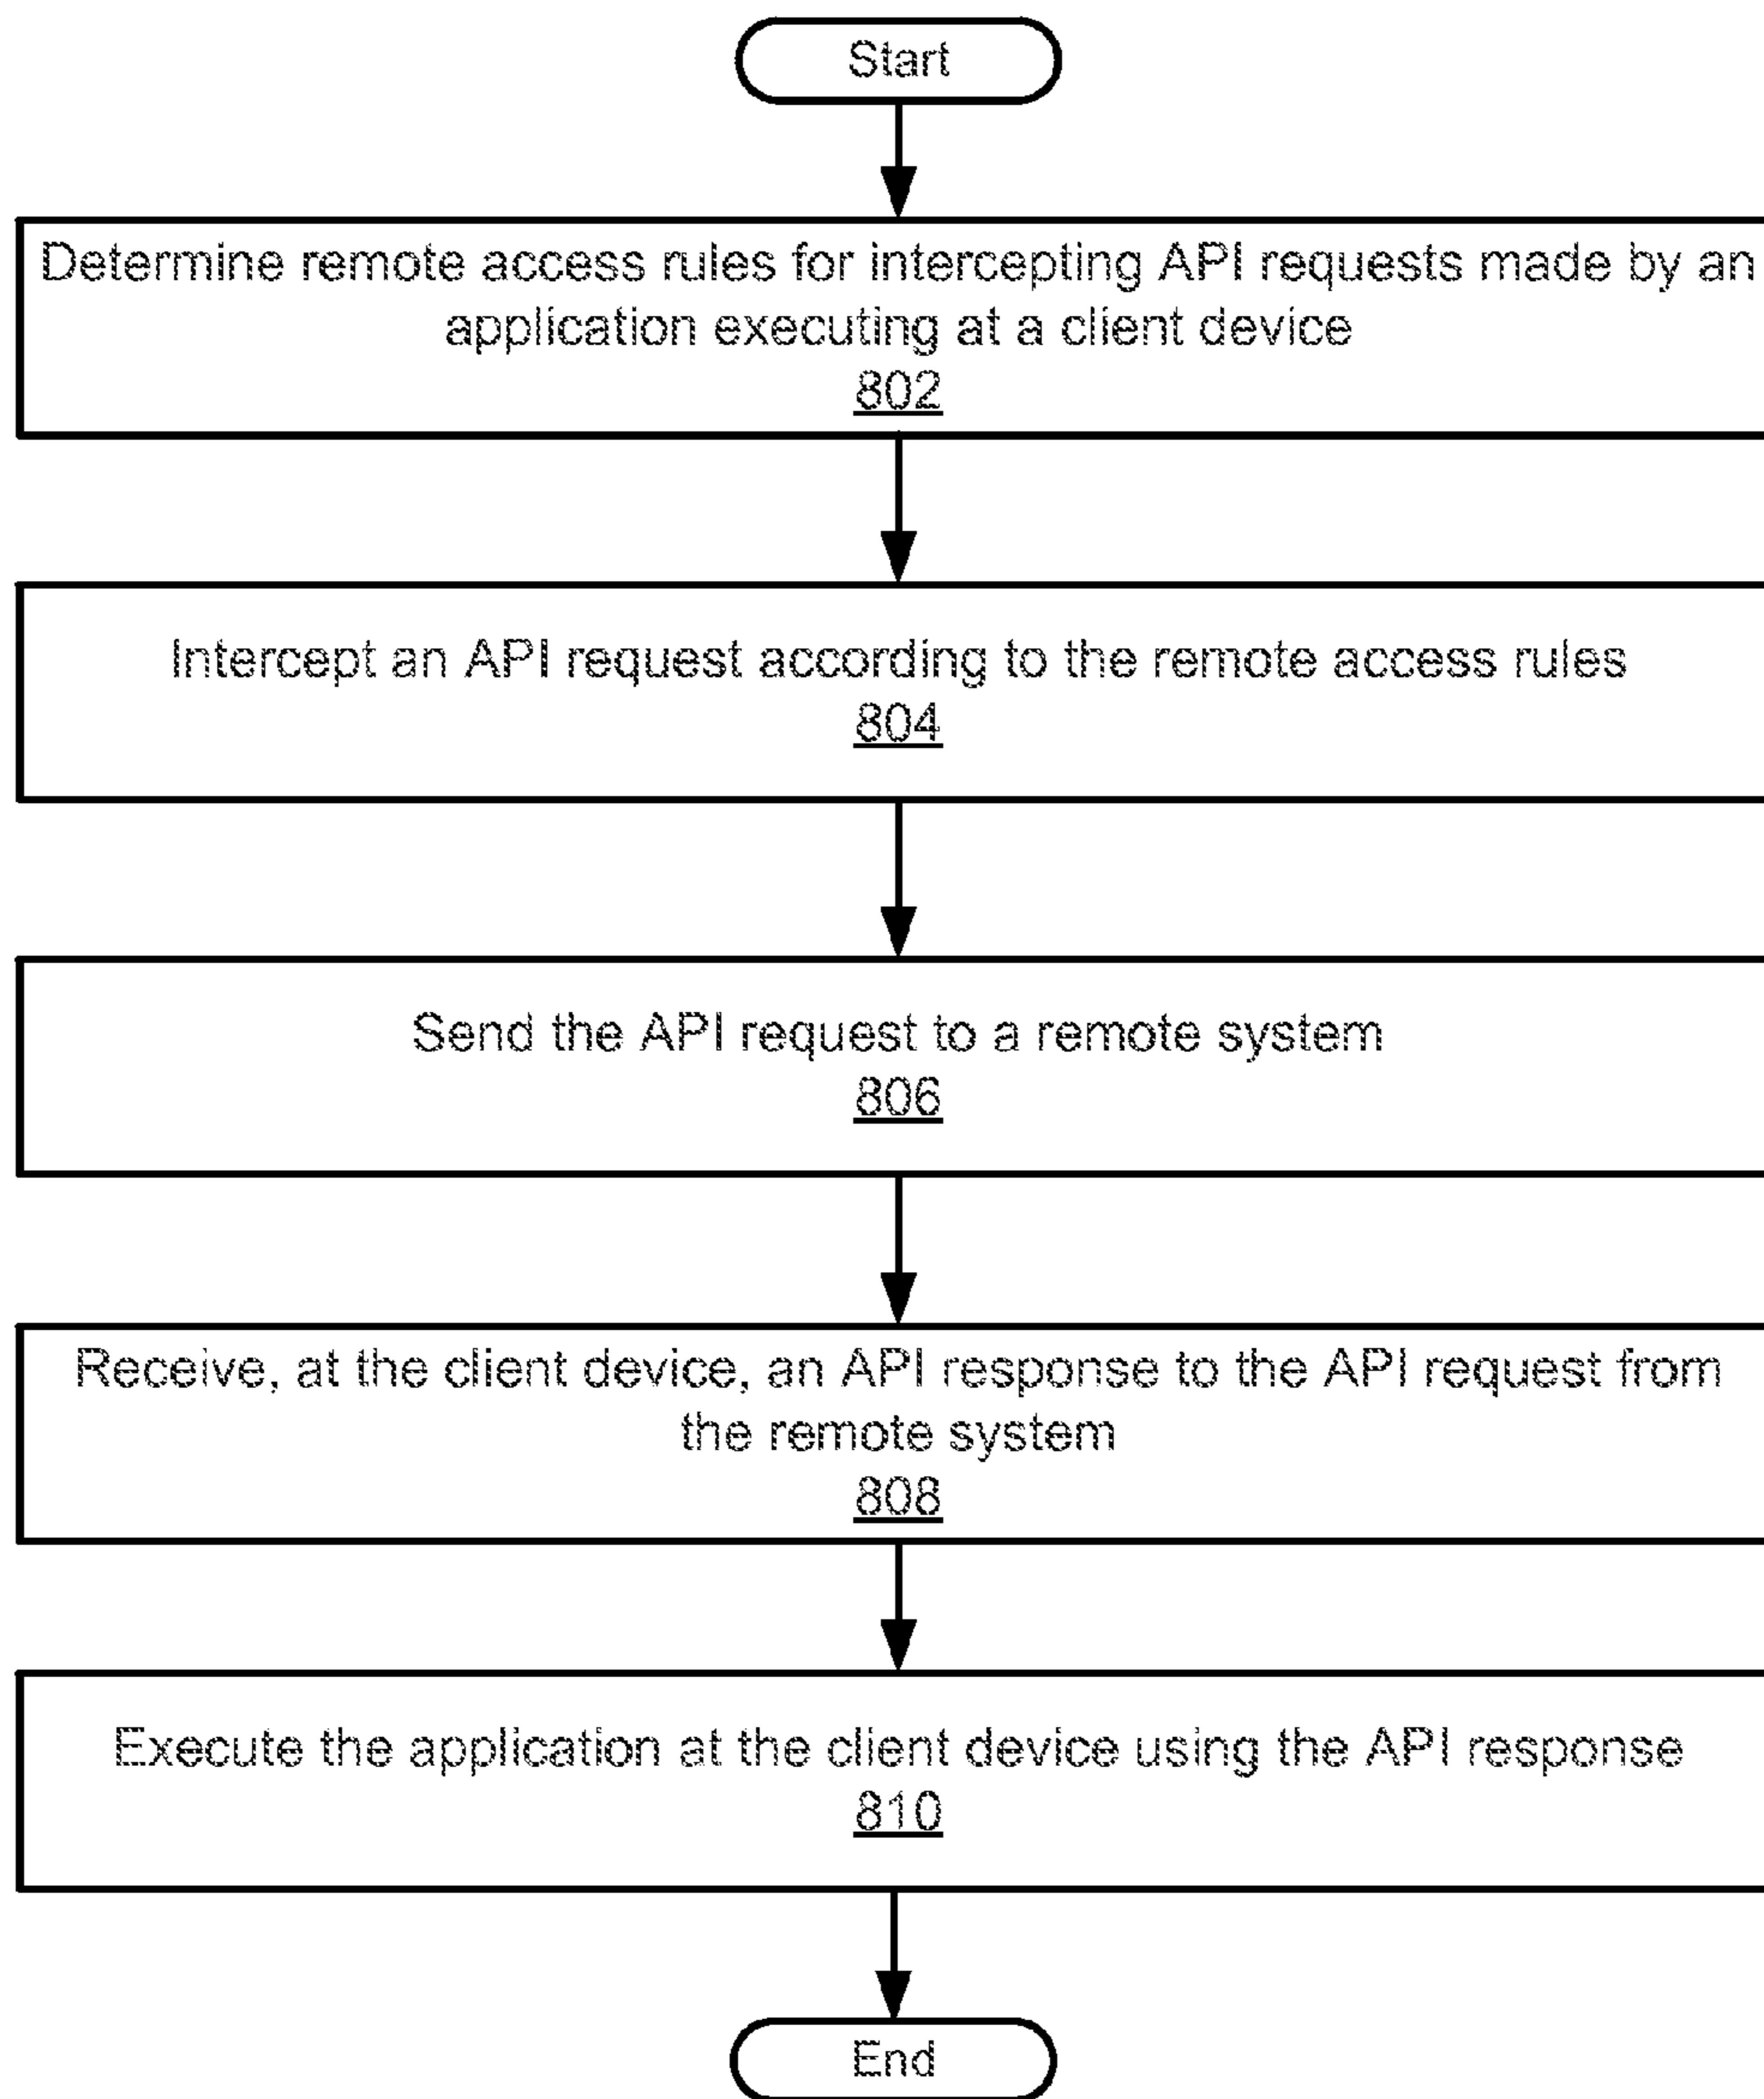 Start
Determine remote access rules for intercepting API requests made by an
application executing at a client device
802
Intercept an API request according to the remote access rules
804
Send the API request to a remote system
806
Receive, at the client device, an API response to the API request from
the remote system
808
Execute the application at the client device using the API response
810
End